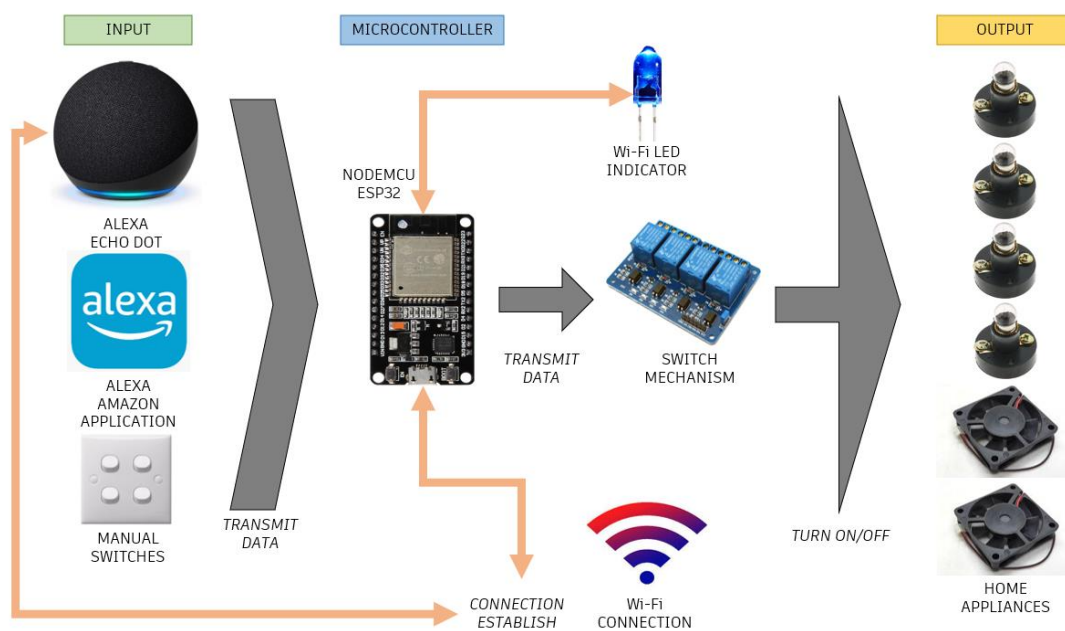 INPUT
MICROCONTROLLER
OUTPUT
NODEMCU
ESP32
Wi-Fi LED
INDICATOR
ALEXA
ECHO DOT
alexa
ALEXA
AMAZON
APPLICATION
TRANSMIT
DATA
SWITCH
MECHANISM
MANUAL
SWITCHES
TRANSMIT
DATA
TURN ON/OFF
HOME
APPLIANCES
CONNECTION
ESTABLISH
Wi-Fi
CONNECTION